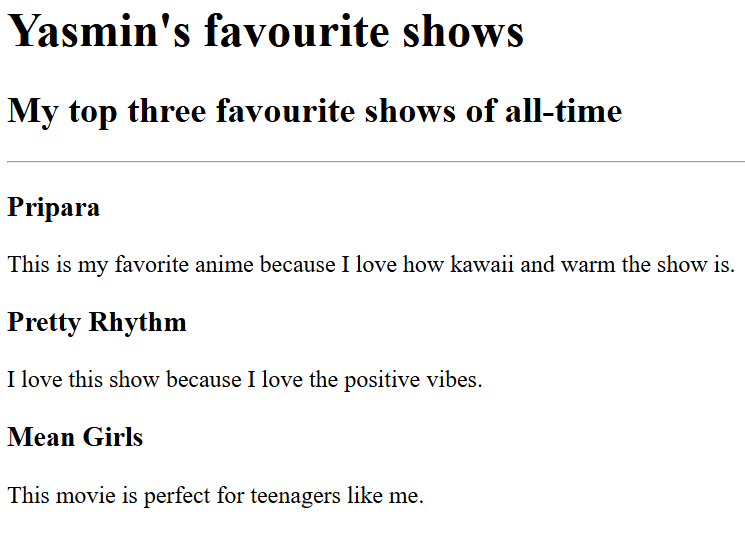 Yasmin's favourite shows
My top three favourite shows of all-time
Pripara
This is my favorite anime because I love how kawaii and warm the show is.
Pretty Rhythm
I love this show because I love the positive vibes.
Mean Girls
This movie is perfect for teenagers like me.